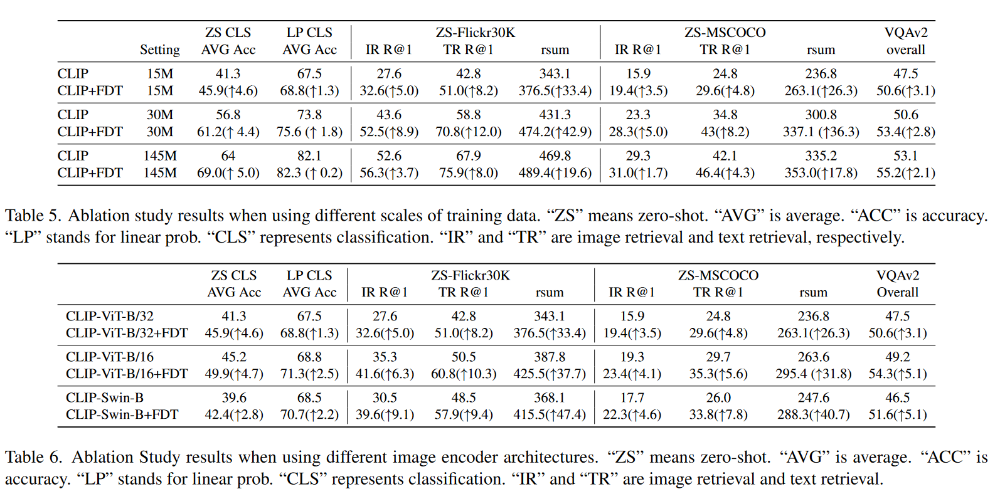 ZS CLS LP CLS ZS-Flickr30K ZS-MSCOCO VQAv2
Setting AVG Acc AVG Acc IR R@1 TR R@1 rsum IR R@1 TR R@1 rsum overall
CLIP 15M 41.3 67.5 27.6 42.8 343.1 15.9 24.8 236.8 47.5
CLIP+FDT 15M 45.9(↑4.6) 68.8(↑1.3) 32.6(↑5.0) 51.0(↑8.2) 376.5(↑33.4) 19.4(↑3.5) 29.6(↑4.8) 263.1(↑26.3) 50.6(↑3.1)
CLIP 30M 56.8 73.8 43.6 58.8 431.3 23.3 34.8 300.8 50.6
CLIP+FDT 30M 61.2(↑ 4.4) 75.6 (↑ 1.8) 52.5(↑8.9) 70.8(↑12.0) 474.2(↑42.9) 28.3(↑5.0) 43(↑8.2) 337.1 (↑36.3) 53.4(↑2.8)
CLIP 145M 64 82.1 52.6 67.9 469.8 29.3 42.1 335.2 53.1
CLIP+FDT 145M 69.0(↑ 5.0) 82.3 (↑ 0.2) 56.3(↑3.7) 75.9(↑8.0) 489.4(↑19.6) 31.0(↑1.7) 46.4(↑4.3) 353.0(↑17.8) 55.2(↑2.1)
Table 5. Ablation study results when using different scales of training data. “ZS” means zero-shot. “AVG” is average. “ACC” is accuracy.
“LP” stands for linear prob. “CLS” represents classification. “IR” and “TR” are image retrieval and text retrieval, respectively.
ZS CLS LP CLS ZS-Flickr30K ZS-MSCOCO VQAv2
AVG Acc AVG Acc IR R@1 TR R@1 rsum IR R@1 TR R@1 rsum Overall
CLIP-ViT-B/32 41.3 67.5 27.6 42.8 343.1 15.9 24.8 236.8 47.5
CLIP-ViT-B/32+FDT 45.9(↑4.6) 68.8(↑1.3) 32.6(↑5.0) 51.0(↑8.2) 376.5(↑33.4) 19.4(↑3.5) 29.6(↑4.8) 263.1(↑26.3) 50.6(↑3.1)
CLIP-ViT-B/16 45.2 68.8 35.3 50.5 387.8 19.3 29.7 263.6 49.2
CLIP-ViT-B/16+FDT 49.9(↑4.7) 71.3(↑2.5) 41.6(↑6.3) 60.8(↑10.3) 425.5(↑37.7) 23.4(↑4.1) 35.3(↑5.6) 295.4 (↑31.8) 54.3(↑5.1)
CLIP-Swin-B 39.6 68.5 30.5 48.5 368.1 17.7 26.0 247.6 46.5
CLIP-Swin-B+FDT 42.4(↑2.8) 70.7(↑2.2) 39.6(↑9.1) 57.9(↑9.4) 415.5(↑47.4) 22.3(↑4.6) 33.8(↑7.8) 288.3(↑40.7) 51.6(↑5.1)
Table 6. Ablation Study results when using different image encoder architectures. “ZS” means zero-shot. “AVG” is average. “ACC” is
accuracy. “LP” stands for linear prob. “CLS” represents classification. “IR” and “TR” are image retrieval and text retrieval.